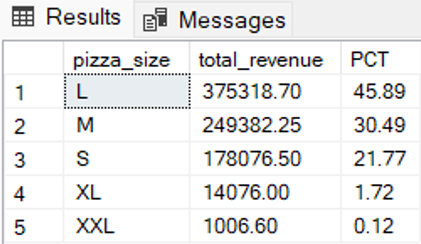 Results Messages
pizza_size total_revenue PCT
1 L 375318.70 45.89
2 M 249382.25 30.49
3 S 178076.50 21.77
4 XL 14076.00 1.72
5 XXL 1006.60 0.12